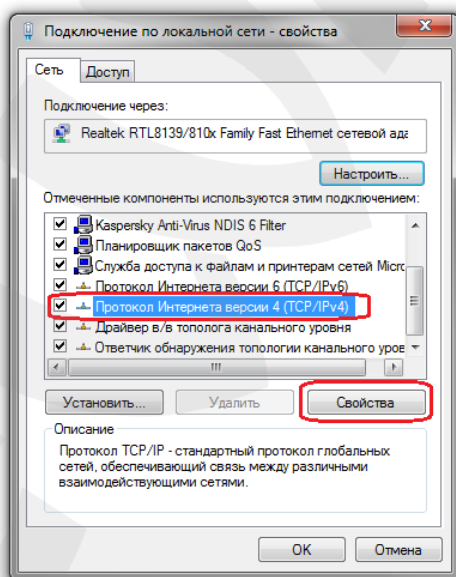 Подключение по локальной сети - свойства
Сеть Доступ
Подключение через:
Realtek RTL8139/810x Family Fast Ethernet сетевой ада
Настроить...
Отмеченные компоненты используются этим подключением:
Kaspersky Anti-Virus NDIS 6 Filter
Планировщик пакетов QoS
Служба доступа к файлам и принтерам сетей Micro
Протокол Интернета версии 6 (TCP/IPv6)
Протокол Интернета версии 4 (TCP/IPv4)
Драйвер в/в тополога канального уровня
Ответчик обнаружения топологии канального уров
Установить... Удалить Свойства
Описание
Протокол TCP/IP - стандартный протокол глобальных
сетей, обеспечивающий связь между различными
взаимодействующими сетями.
OK Отмена